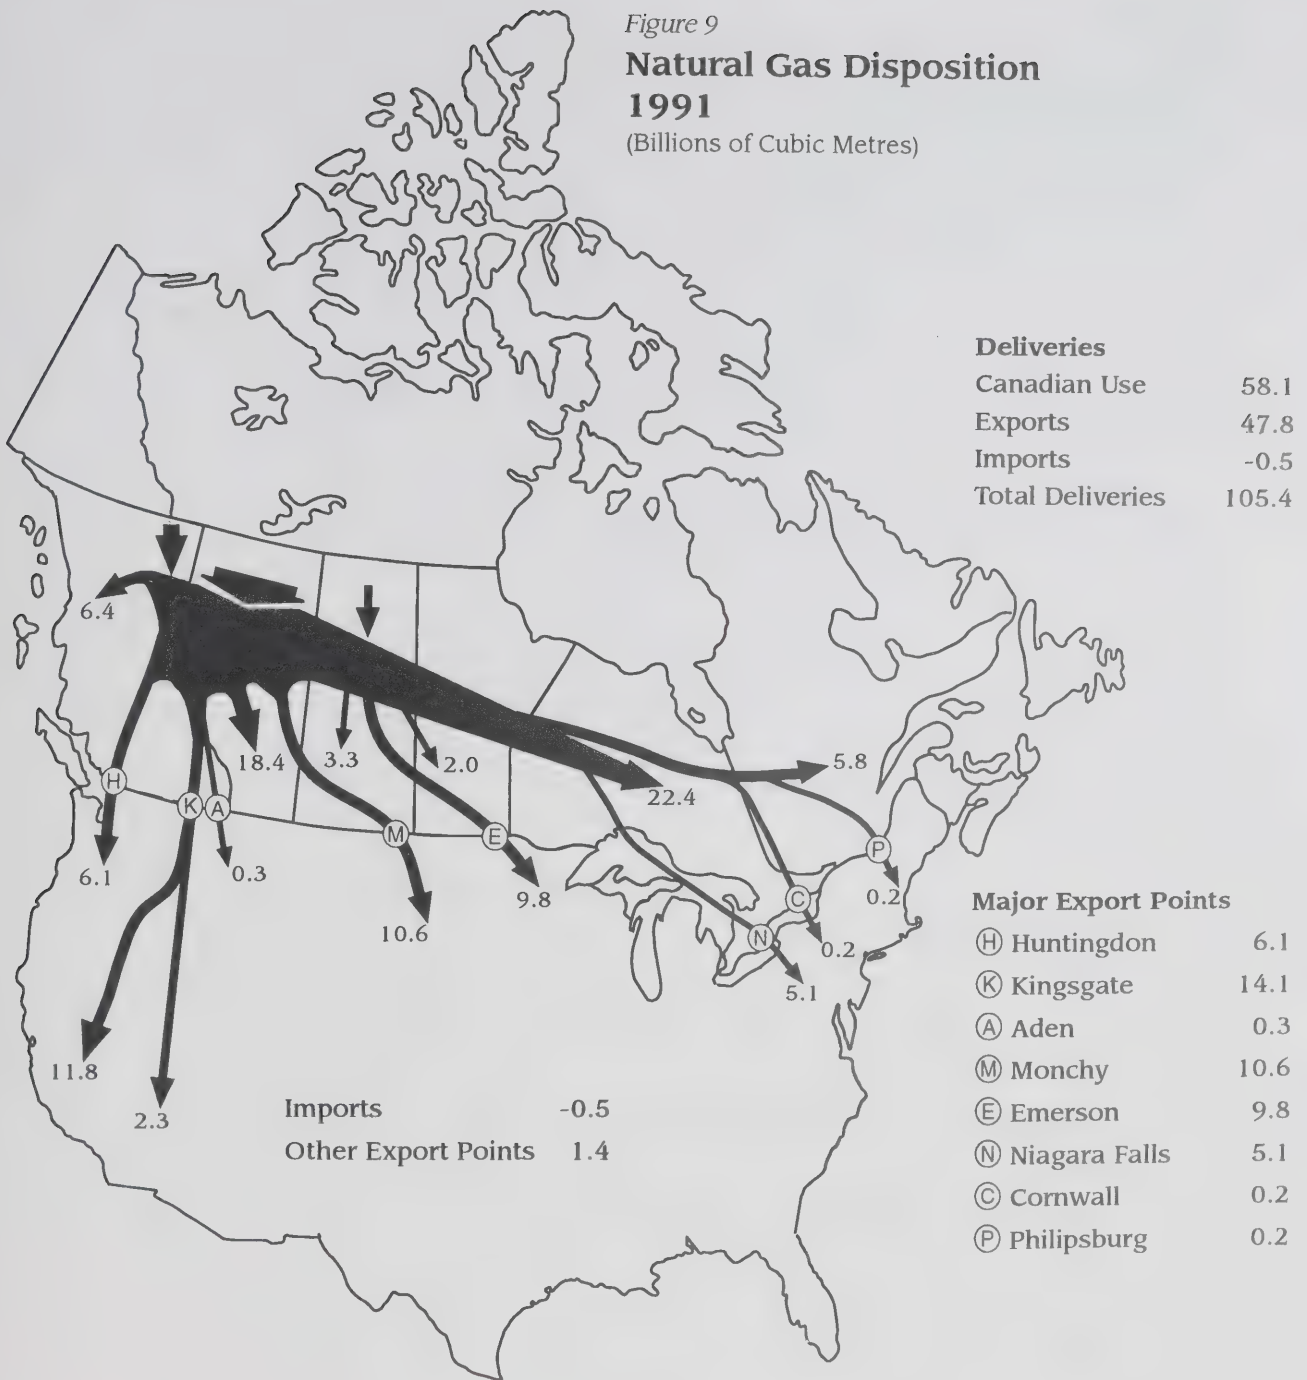 Figure 9
Natural Gas Disposition
1991
(Billions of Cubic Metres)
Deliveries
Canadian Use 58.1
Exports 47.8
Imports -0.5
Total Deliveries 105.4
6.4
18.4
3.3
2.0
5.8
22.4
H
K
A
M
E
P
C
N
6.1
0.3
9.8
10.6
0.2
0.2
5.1
11.8
2.3
Imports -0.5
Other Export Points 1.4
Major Export Points
H Huntingdon 6.1
K Kingsgate 14.1
A Aden 0.3
M Monchy 10.6
E Emerson 9.8
N Niagara Falls 5.1
C Cornwall 0.2
P Philipsburg 0.2